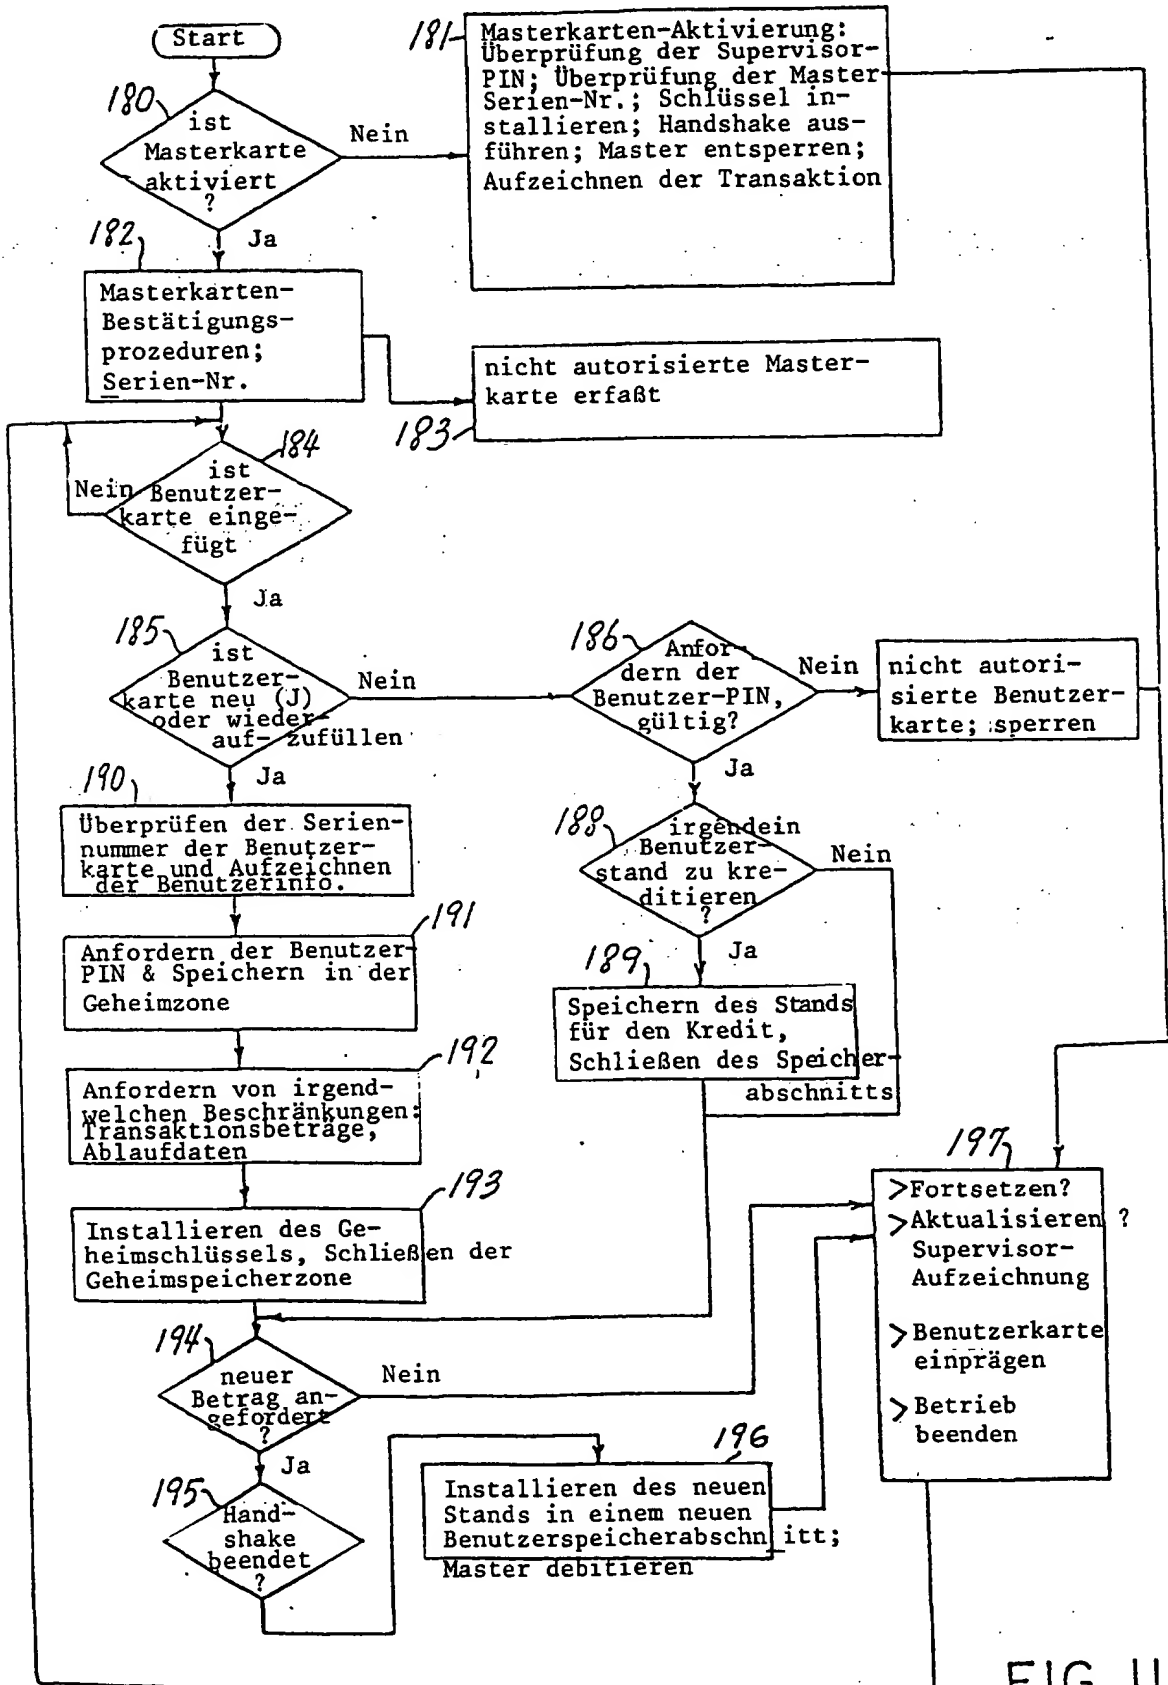 Start
180
ist
Masterkarte
aktiviert
?
Nein
Ja
181
Masterkarten-Aktivierung:
Überprüfung der Supervisor-
PIN; Überprüfung der Master
Serien-Nr.; Schlüssel in-
stallieren; Handshake aus-
führen; Master entsperren;
Aufzeichnen der Transaktion
182
Masterkarten-
Bestätigungs-
prozeduren;
Serien-Nr.
nicht autorisierte Master-
karte erfaßt
183
184
ist
Benutzer-
karte einge-
fügt
Nein
Ja
185
ist
Benutzer-
karte neu (J)
oder wieder-
auf- zufüllen
Nein
Ja
186
Anfor-
dern der
Benutzer-PIN,
gültig?
Nein
Ja
nicht autori-
sierte Benutzer-
karte; sperren
188
irgendein
Benutzer-
stand zu kre-
ditieren
?
Nein
Ja
189
Speichern des Stands
für den Kredit,
Schließen des Speicher-
abschnitts
190
Überprüfen der Serien-
nummer der Benutzer-
karte und Aufzeichnen
der Benutzerinfo.
191
Anfordern der Benutzer-
PIN & Speichern in der
Geheimzone
192
Anfordern von irgend-
welchen Beschränkungen:
Transaktionsbeträge,
Ablaufdaten
193
Installieren des Ge-
heimschlüssels, Schließen der
Geheimspeicherzone
194
neuer
Betrag an-
gefordert
?
Nein
Ja
195
Hand-
shake
beendet
?
196
Installieren des neuen
Stands in einem neuen
Benutzerspeicherabschnitt;
Master debitieren
197
>Fortsetzen?
>Aktualisieren ?
Supervisor-
Aufzeichnung
>Benutzerkarte
einprägen
>Betrieb
beenden
FIG. 11